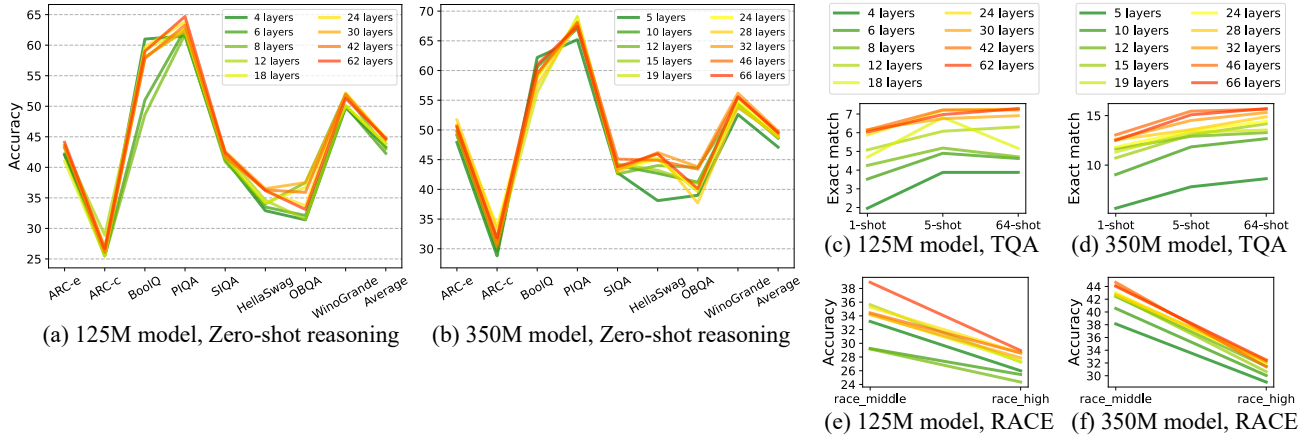 Accuracy
65
60
55
50
45
40
35
30
25
4 layers
6 layers
8 layers
12 layers
18 layers
24 layers
30 layers
42 layers
62 layers
ARC-e
ARC-c
BoolQ
PIQA
SIQA
HellaSwag
OBQA
WinoGrande
Average
(a) 125M model, Zero-shot reasoning
70
65
60
55
50
45
40
35
30
5 layers
10 layers
12 layers
15 layers
19 layers
24 layers
28 layers
32 layers
46 layers
66 layers
ARC-e
ARC-c
BoolQ
PIQA
SIQA
HellaSwag
OBQA
WinoGrande
Average
(b) 350M model, Zero-shot reasoning
4 layers
6 layers
8 layers
12 layers
18 layers
24 layers
30 layers
42 layers
62 layers
Exact match
7
6
5
4
3
2
1-shot
5-shot
64-shot
(c) 125M model, TQA
5 layers
10 layers
12 layers
15 layers
19 layers
24 layers
28 layers
32 layers
46 layers
66 layers
Exact match
15
10
1-shot
5-shot
64-shot
(d) 350M model, TQA
Accuracy
38
36
34
32
30
28
26
24
race_middle
race_high
(e) 125M model, RACE
Accuracy
44
42
40
38
36
34
32
30
race_middle
race_high
(f) 350M model, RACE